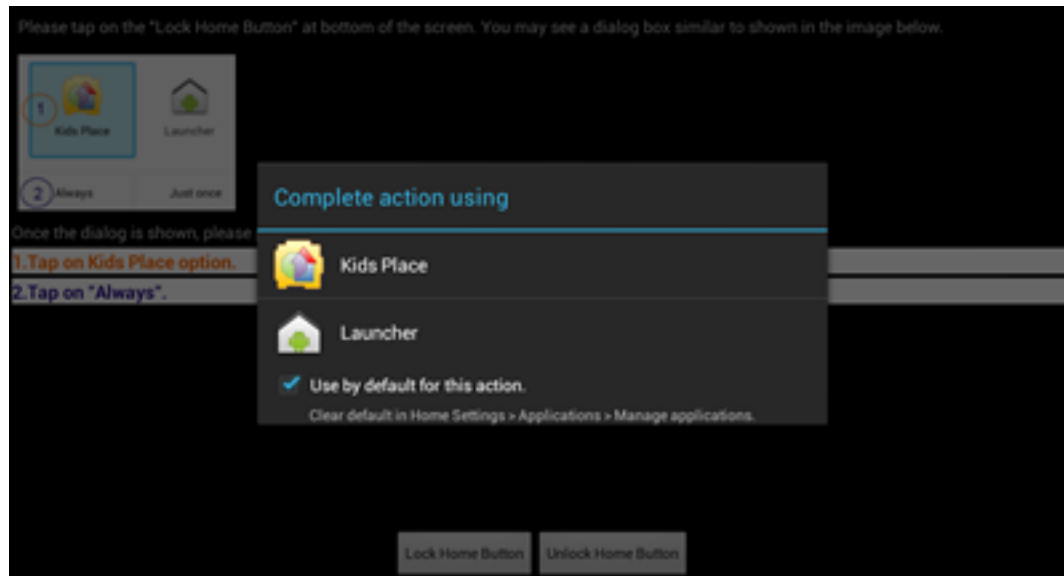 Please tap on the "Lock Home Button" at bottom of the screen. You may see a dialog box similar to shown in the image below.
1
Kids Place
Launcher
2
Always
Just once
Once the dialog is shown, please
1.Tap on Kids Place option.
2.Tap on "Always".
Complete action using
Kids Place
Launcher
Use by default for this action.
Clear default in Home Settings > Applications > Manage applications.
Lock Home Button
Unlock Home Button